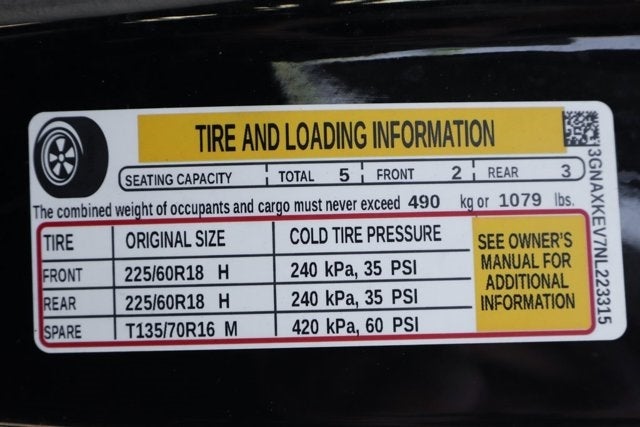 TIRE AND LOADING INFORMATION
SEATING CAPACITY TOTAL 5 FRONT 2 REAR 3
The combined weight of occupants and cargo must never exceed 490 kg or 1079 lbs.
TIRE ORIGINAL SIZE COLD TIRE PRESSURE
FRONT 225/60R18 H 240 kPa, 35 PSI
REAR 225/60R18 H 240 kPa, 35 PSI
SPARE T135/70R16 M 420 kPa, 60 PSI
SEE OWNER'S
MANUAL FOR
ADDITIONAL
INFORMATION
3GNAXKEV7NL223315